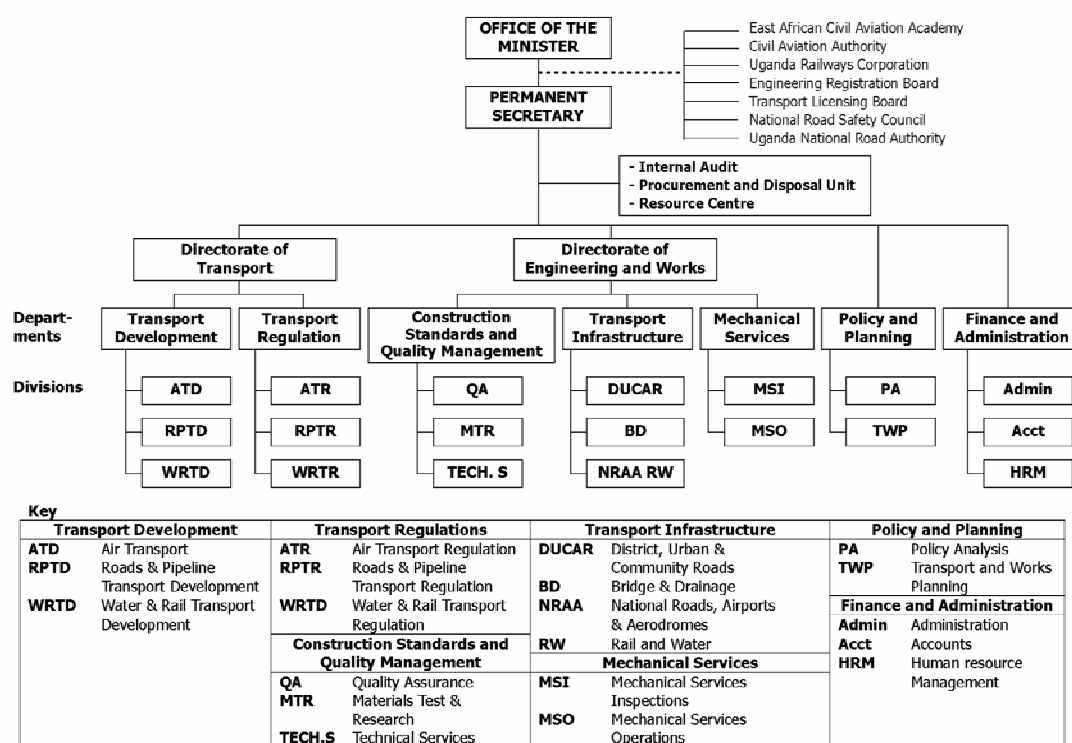 OFFICE OF THE
MINISTER
East African Civil Aviation Academy
Civil Aviation Authority
Uganda Railways Corporation
Engineering Registration Board
Transport Licensing Board
National Road Safety Council
Uganda National Road Authority
PERMANENT
SECRETARY
- Internal Audit
- Procurement and Disposal Unit
- Resource Centre
Directorate of
Transport
Directorate of
Engineering and Works
Depart-
ments
Transport
Development
Transport
Regulation
Construction
Standards and
Quality Management
Transport
Infrastructure
Mechanical
Services
Policy and
Planning
Finance and
Administration
Divisions
ATD
ATR
QA
DUCAR
MSI
PA
Admin
RPTD
RPTR
MTR
BD
MSO
TWP
Acct
WRTD
WRTR
TECH. S
NRAA RW
HRM
Key
Transport Development
ATD Air Transport
RPTD Roads & Pipeline
Transport Development
WRTD Water & Rail Transport
Development
Transport Regulations
ATR Air Transport Regulation
RPTR Roads & Pipeline
Transport Regulation
WRTD Water & Rail Transport
Regulation
Construction Standards and
Quality Management
QA Quality Assurance
MTR Materials Test &
Research
TECH.S Technical Services
Transport Infrastructure
DUCAR District, Urban &
Community Roads
BD Bridge & Drainage
NRAA National Roads, Airports
& Aerodromes
RW Rail and Water
Mechanical Services
MSI Mechanical Services
Inspections
MSO Mechanical Services
Operations
Policy and Planning
PA Policy Analysis
TWP Transport and Works
Planning
Finance and Administration
Admin Administration
Acct Accounts
HRM Human resource
Management